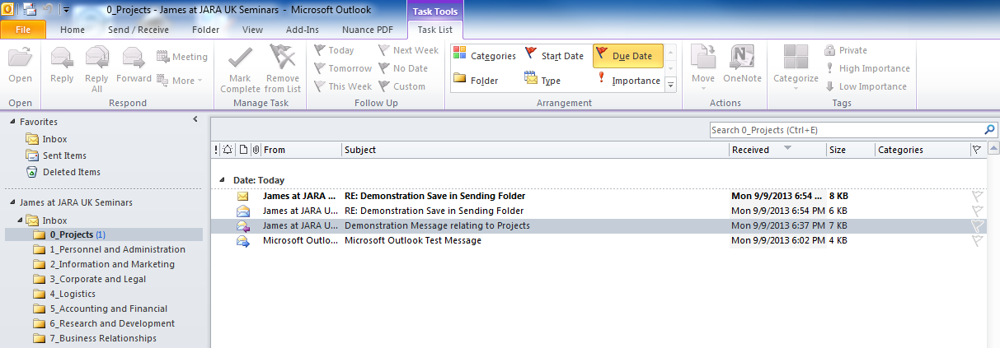 0_Projects - James at JARA UK Seminars - Microsoft Outlook
Task Tools
File Home Send / Receive Folder View Add-Ins Nuance PDF Task List
Open
Reply
Reply All
Forward
Meeting
More
Respond
Open
Mark Complete
Remove from List
Manage Task
Today
Tomorrow
This Week
Next Week
No Date
Custom
Follow Up
Categories
Start Date
Due Date
Folder
Type
Importance
Arrangement
Move
OneNote
Actions
Categorize
Private
High Importance
Low Importance
Tags
Favorites
Inbox
Sent Items
Deleted Items
James at JARA UK Seminars
Inbox
0_Projects (1)
1_Personnel and Administration
2_Information and Marketing
3_Corporate and Legal
4_Logistics
5_Accounting and Financial
6_Research and Development
7_Business Relationships
Search 0_Projects (Ctrl+E)
From Subject Received Size Categories
Date: Today
James at JARA ... RE: Demonstration Save in Sending Folder Mon 9/9/2013 6:54 ... 8 KB
James at JARA U... RE: Demonstration Save in Sending Folder Mon 9/9/2013 6:54 PM 6 KB
James at JARA U... Demonstration Message relating to Projects Mon 9/9/2013 6:37 PM 7 KB
Microsoft Outlo... Microsoft Outlook Test Message Mon 9/9/2013 6:02 PM 4 KB